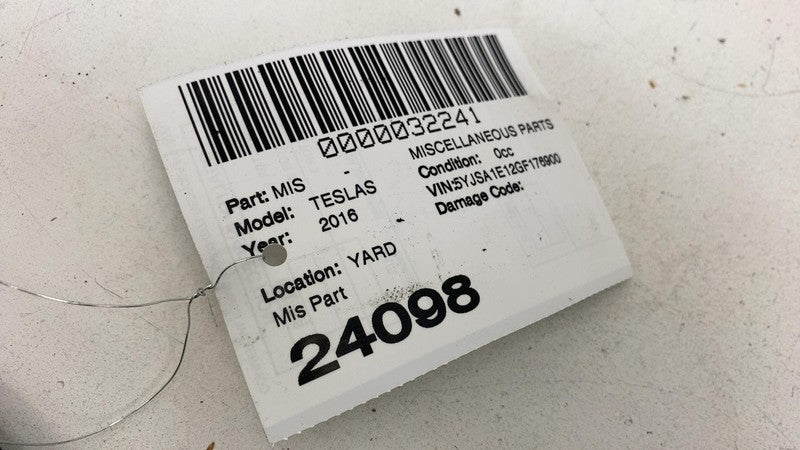 0000032241
Part: MIS - MISCELLANEOUS PARTS
Model: TESLAS Condition: 0cc
Year: 2016 - VIN:5YJSA1E12GF176900
Damage Code:
Location: YARD
Mis Part
24098